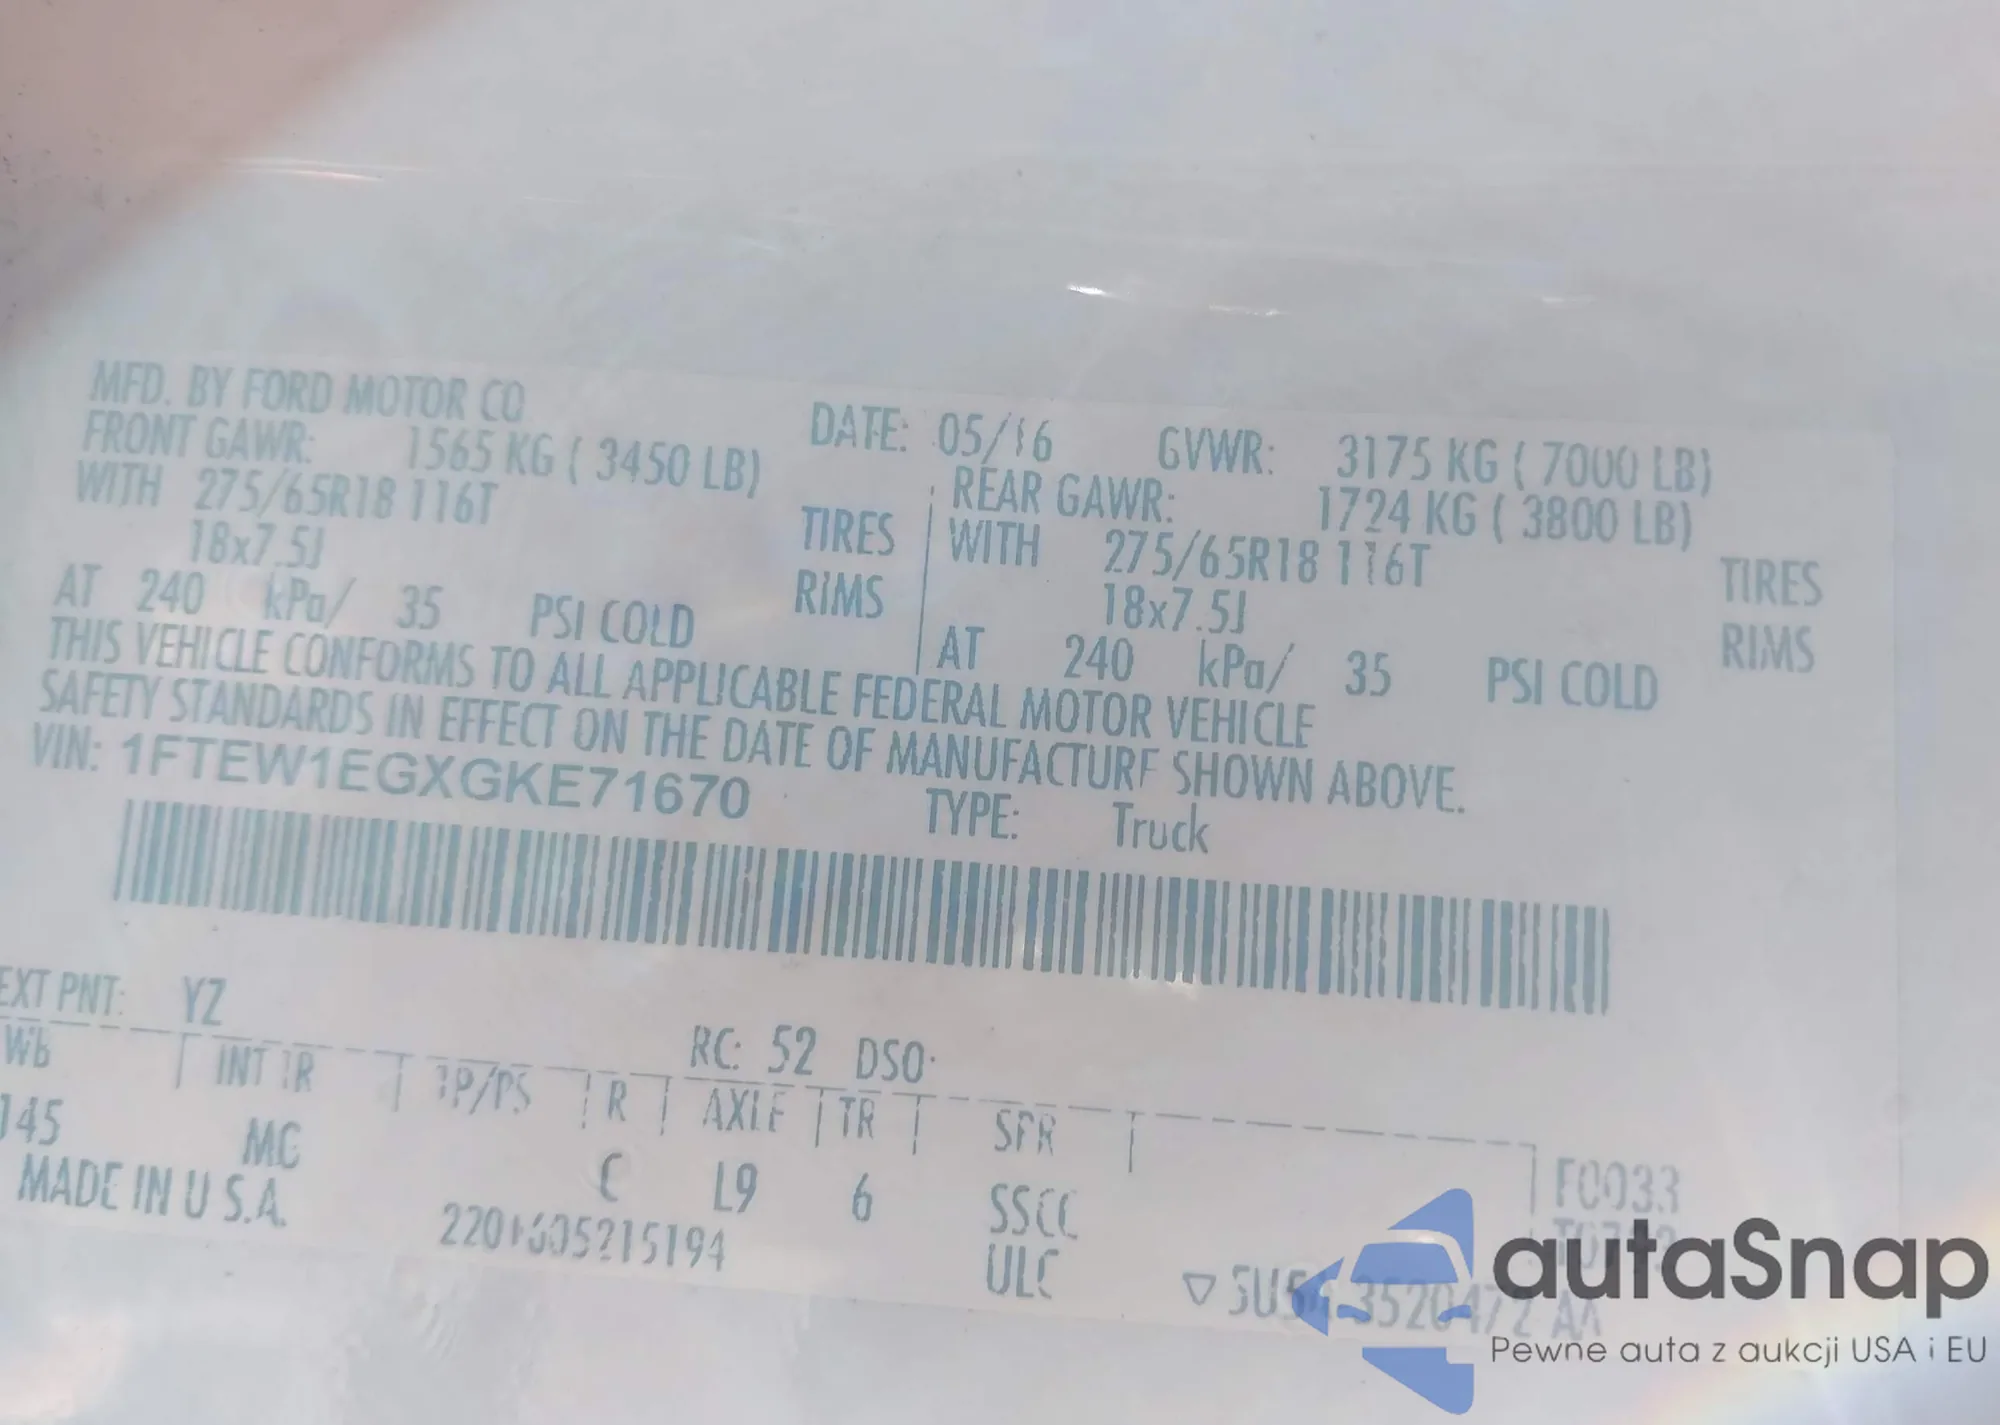 MFD. BY FORD MOTOR CO.
DATE: 05/16 GVWR: 3175 KG ( 7000 LB)
FRONT GAWR: 1565 KG ( 3450 LB) REAR GAWR: 1724 KG ( 3800 LB)
WITH 275/65R18 116T TIRES WITH 275/65R18 116T TIRES
18x7.5J RIMS 18x7.5J RIMS
AT 240 kPa/ 35 PSI COLD AT 240 kPa/ 35 PSI COLD
THIS VEHICLE CONFORMS TO ALL APPLICABLE FEDERAL MOTOR VEHICLE
SAFETY STANDARDS IN EFFECT ON THE DATE OF MANUFACTURE SHOWN ABOVE.
VIN: 1FTEW1EGXGKE71670 TYPE: Truck
EXT PNT: YZ RC: 52 DSO:
WB INT TR TP/PS R AXLE TR SPR
145 MC C L9 6 SSCC F0033
MADE IN U.S.A. 2201605215194 ULC
autaSnap
Pewne auta z aukcji USA i EU